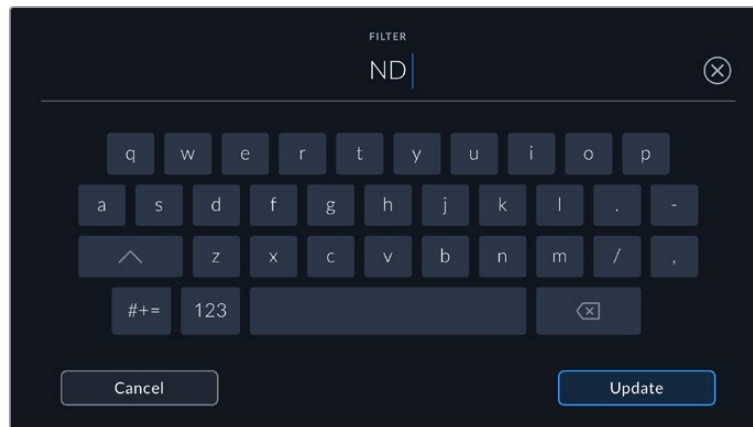 FILTER
ND
q w e r t y u i o p
a s d f g h j k l . -
z x c v b n m / ,
#+= 123
Cancel Update